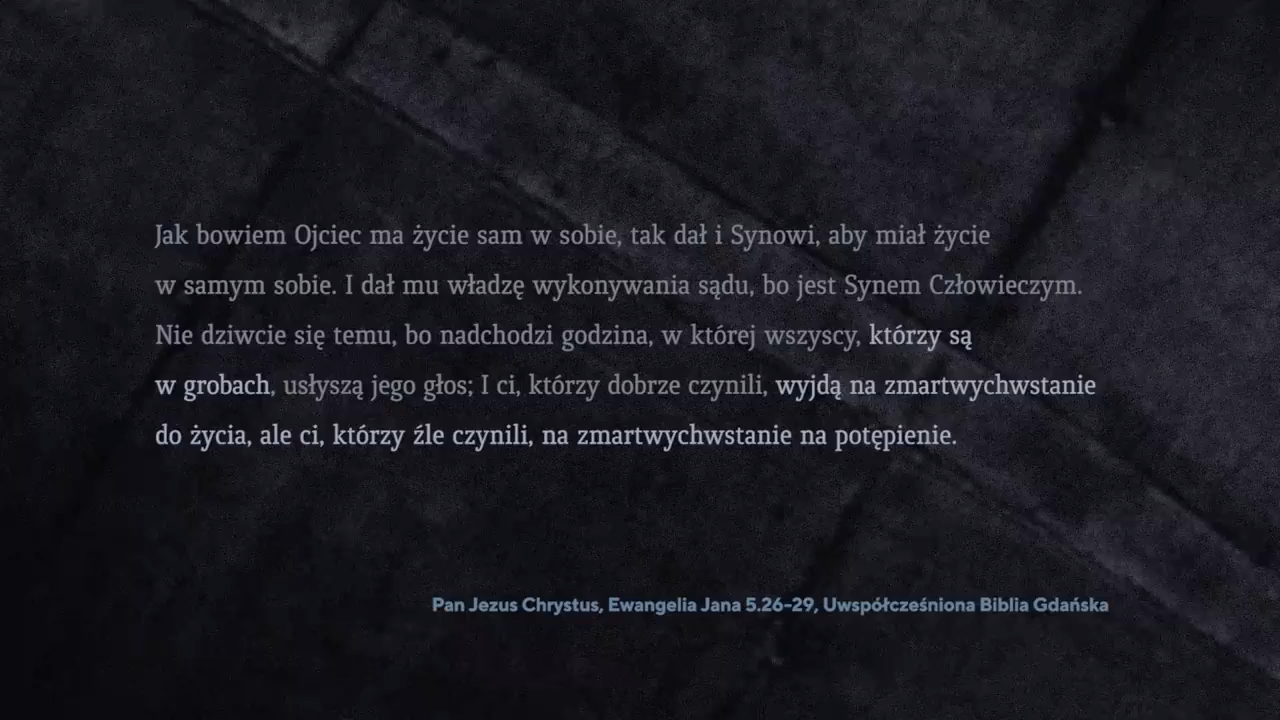 Jak bowiem Ojciec ma życie sam w sobie, tak dał i Synowi, aby miał życie
w samym sobie. I dał mu władzę wykonywania sądu, bo jest Synem Człowieczym.
Nie dziwcie się temu, bo nadchodzi godzina, w której wszyscy, którzy są
w grobach, usłyszą jego głos; I ci, którzy dobrze czynili, wyjdą na zmartwychwstanie
do życia, ale ci, którzy źle czynili, na zmartwychwstanie na potępienie.
Pan Jezus Chrystus, Ewangelia Jana 5.26-29, Uwspółcześniona Biblia Gdańska